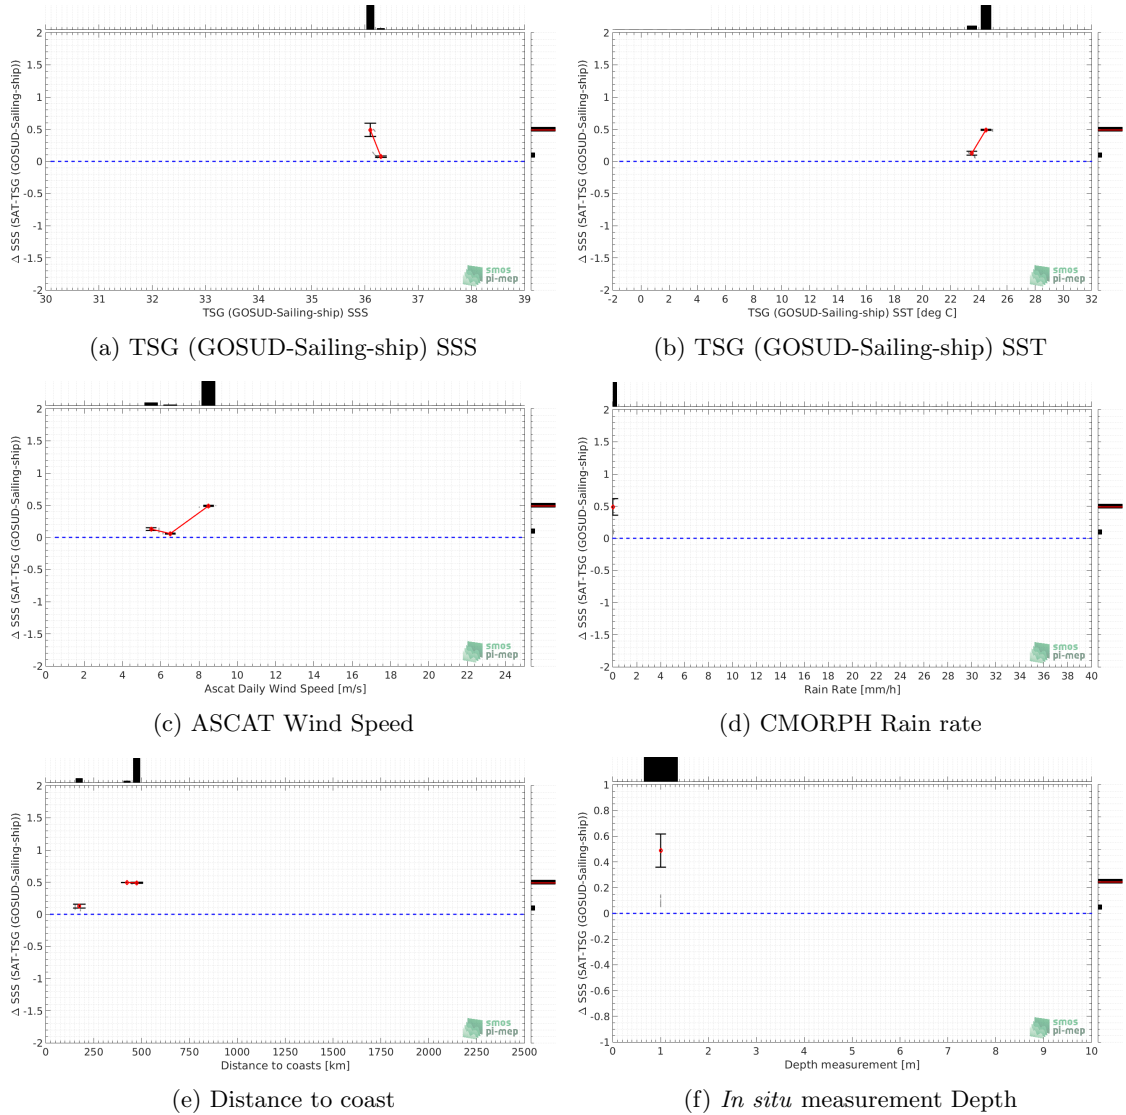 2
1.5
1
0.5
0
-0.5
-1
-1.5
-2
Δ SSS (SAT-TSG (GOSUD-Sailing-ship))
30 31 32 33 34 35 36 37 38 39
TSG (GOSUD-Sailing-ship) SSS
smos
pi-mep
(a) TSG (GOSUD-Sailing-ship) SSS
2
1.5
1
0.5
0
-0.5
-1
-1.5
-2
Δ SSS (SAT-TSG (GOSUD-Sailing-ship))
-2 0 2 4 6 8 10 12 14 16 18 20 22 24 26 28 30 32
TSG (GOSUD-Sailing-ship) SST [deg C]
smos
pi-mep
(b) TSG (GOSUD-Sailing-ship) SST
2
1.5
1
0.5
0
-0.5
-1
-1.5
-2
Δ SSS (SAT-TSG (GOSUD-Sailing-ship))
0 2 4 6 8 10 12 14 16 18 20 22 24
Ascat Daily Wind Speed [m/s]
smos
pi-mep
(c) ASCAT Wind Speed
2
1.5
1
0.5
0
-0.5
-1
-1.5
-2
Δ SSS (SAT-TSG (GOSUD-Sailing-ship))
0 2 4 6 8 10 12 14 16 18 20 22 24 26 28 30 32 34 36 38 40
Rain Rate [mm/h]
smos
pi-mep
(d) CMORPH Rain rate
2
1.5
1
0.5
0
-0.5
-1
-1.5
-2
Δ SSS (SAT-TSG (GOSUD-Sailing-ship))
0 250 500 750 1000 1250 1500 1750 2000 2250 2500
Distance to coasts [km]
smos
pi-mep
(e) Distance to coast
1
0.8
0.6
0.4
0.2
0
-0.2
-0.4
-0.6
-0.8
-1
Δ SSS (SAT-TSG (GOSUD-Sailing-ship))
0 1 2 3 4 5 6 7 8 9 10
Depth measurement [m]
smos
pi-mep
(f) In situ measurement Depth